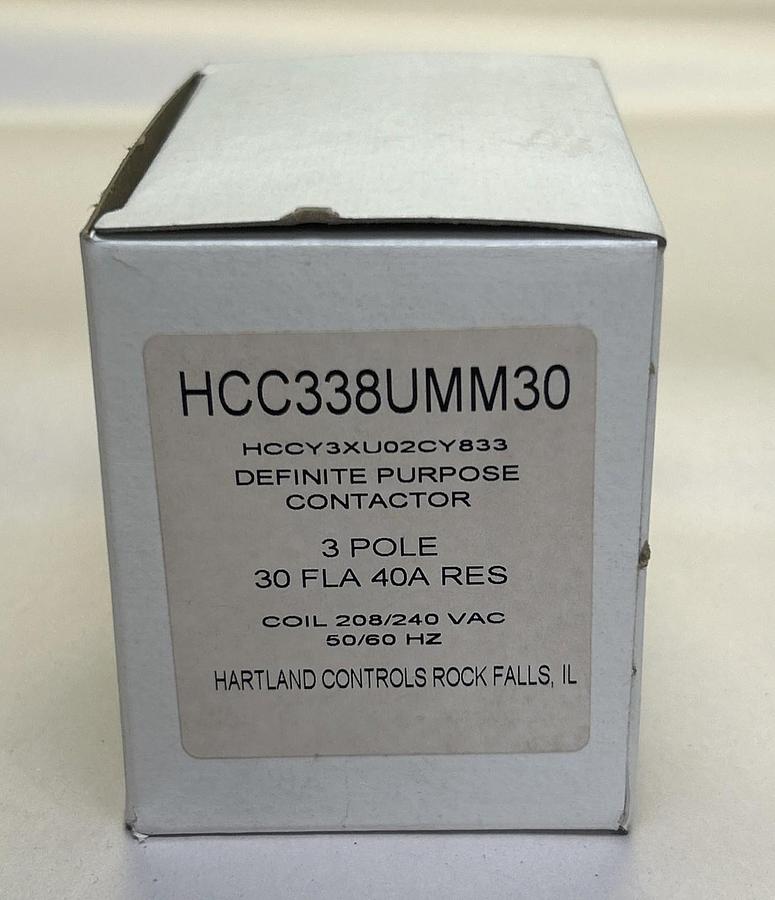 HCC338UMM30
HCCY3XU02CY833
DEFINITE PURPOSE
CONTACTOR
3 POLE
30 FLA 40A RES
COIL 208/240 VAC
50/60 HZ
HARTLAND CONTROLS ROCK FALLS, IL